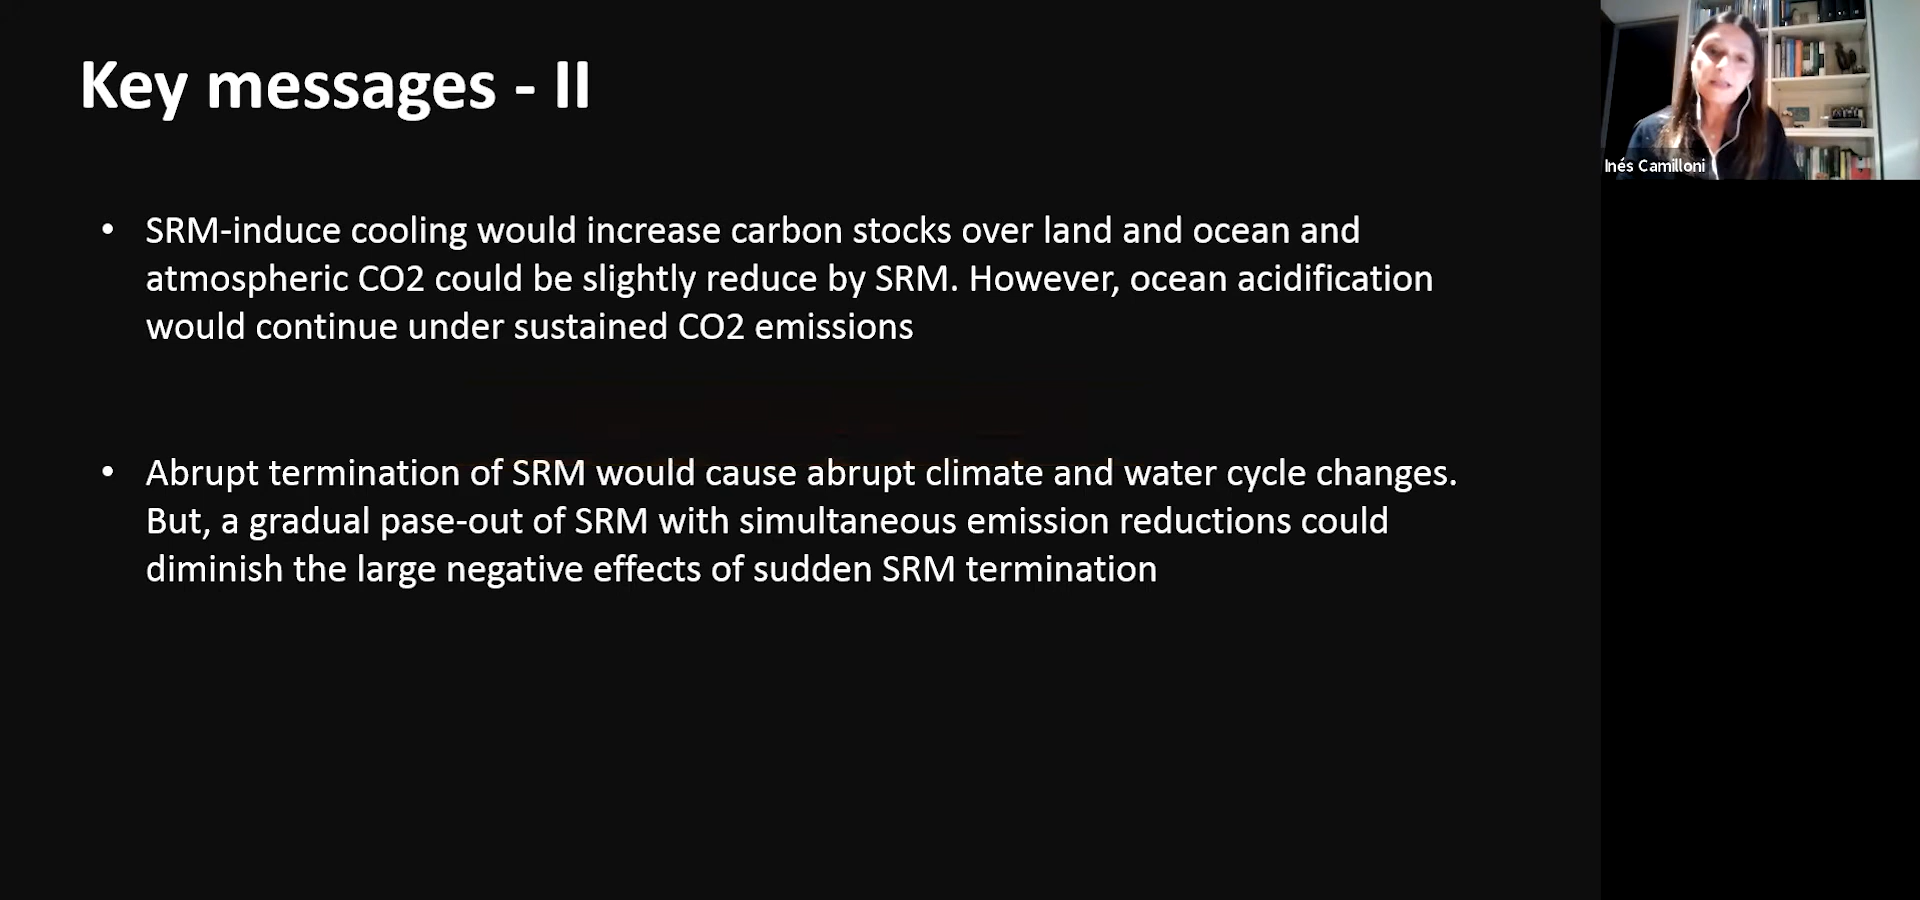 Key messages - II
Inés Camilloni
• SRM-induce cooling would increase carbon stocks over land and ocean and
atmospheric CO2 could be slightly reduce by SRM. However, ocean acidification
would continue under sustained CO2 emissions
• Abrupt termination of SRM would cause abrupt climate and water cycle changes.
But, a gradual pase-out of SRM with simultaneous emission reductions could
diminish the large negative effects of sudden SRM termination